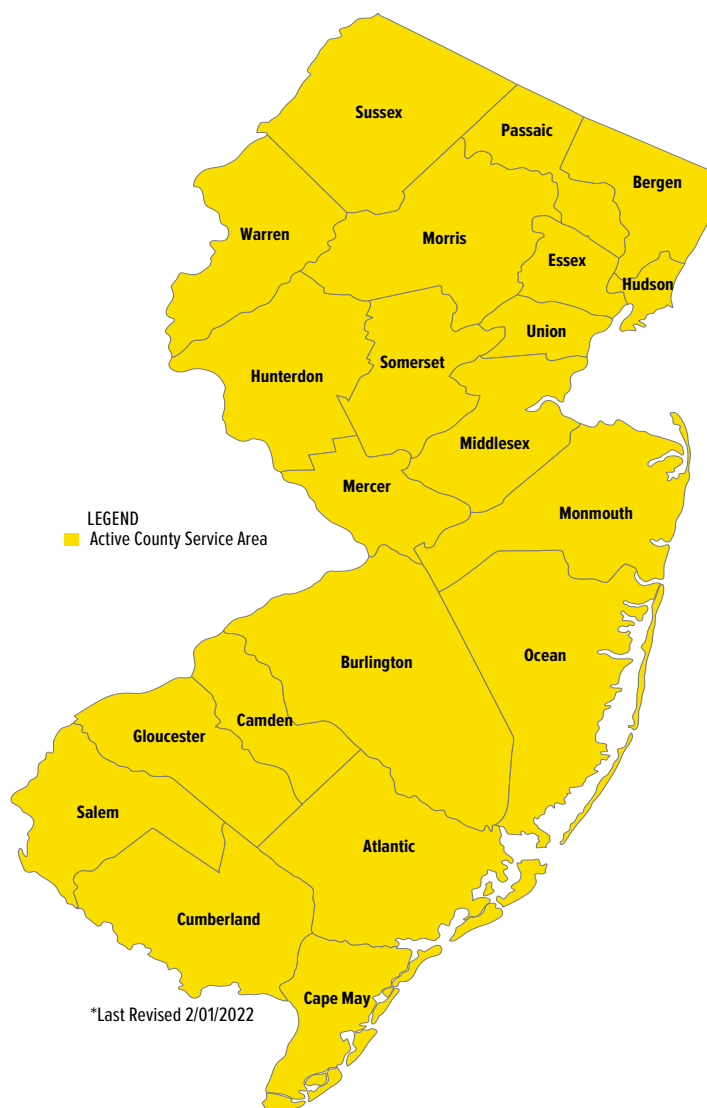 Sussex
Passaic
Bergen
Warren
Morris
Essex
Hudson
Union
Somerset
Hunterdon
Middlesex
Mercer
Monmouth
LEGEND
Active County Service Area
Ocean
Burlington
Camden
Gloucester
Salem
Atlantic
Cumberland
Cape May
*Last Revised 2/01/2022